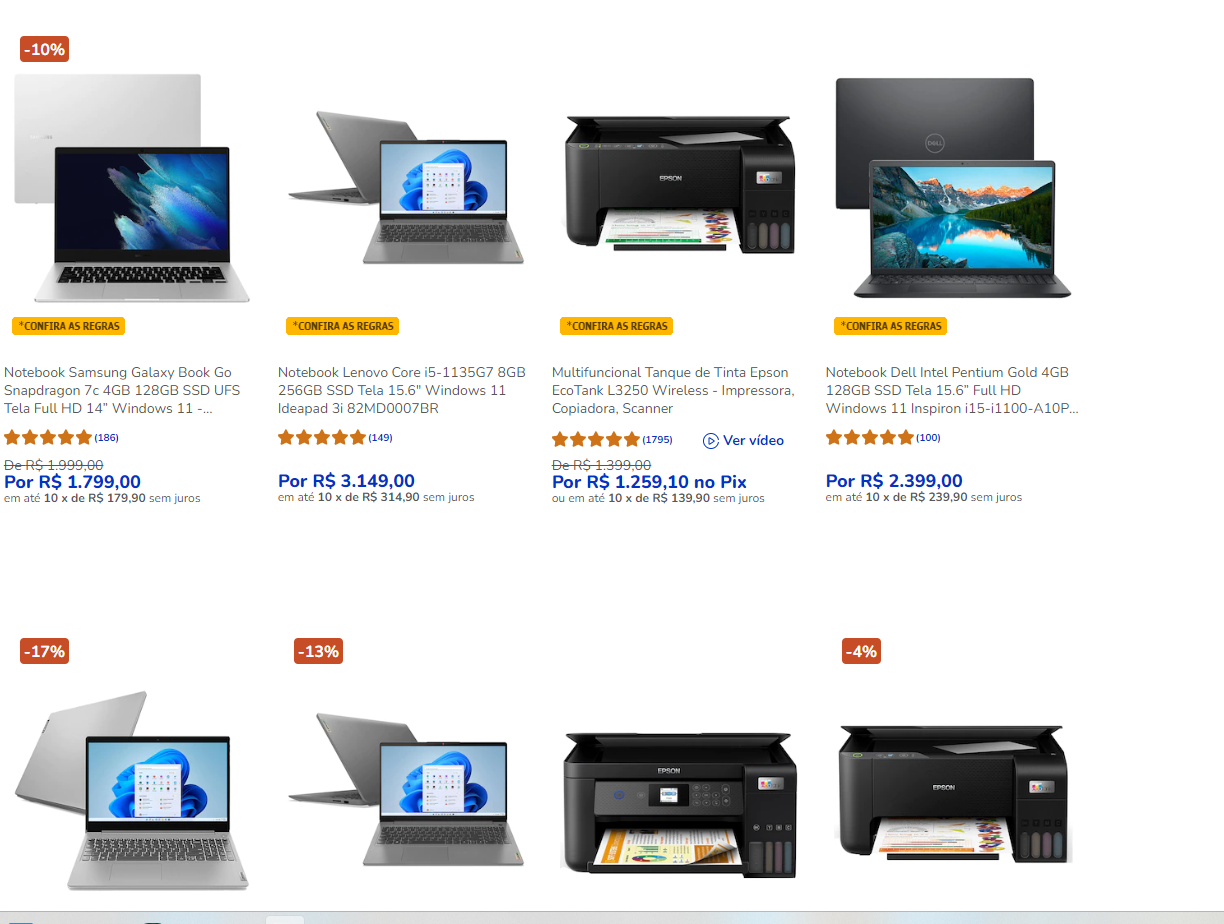 -10%
DELL
EPSON
*CONFIRA AS REGRAS
*CONFIRA AS REGRAS
*CONFIRA AS REGRAS
*CONFIRA AS REGRAS
Notebook Samsung Galaxy Book Go
Snapdragon 7c 4GB 128GB SSD UFS
Tela Full HD 14” Windows 11 -...
(186)
De R$ 1.999,00
Por R$ 1.799,00
em até 10 x de R$ 179,90 sem juros
Notebook Lenovo Core i5-1135G7 8GB
256GB SSD Tela 15.6" Windows 11
Ideapad 3i 82MD0007BR
(149)
Por R$ 3.149,00
em até 10 x de R$ 314,90 sem juros
Multifuncional Tanque de Tinta Epson
EcoTank L3250 Wireless - Impressora,
Copiadora, Scanner
(1795) Ver vídeo
De R$ 1.399,00
Por R$ 1.259,10 no Pix
ou em até 10 x de R$ 139,90 sem juros
Notebook Dell Intel Pentium Gold 4GB
128GB SSD Tela 15.6” Full HD
Windows 11 Inspiron i15-i1100-A10P...
(100)
Por R$ 2.399,00
em até 10 x de R$ 239,90 sem juros
-17%
-13%
-4%
EPSON
EPSON